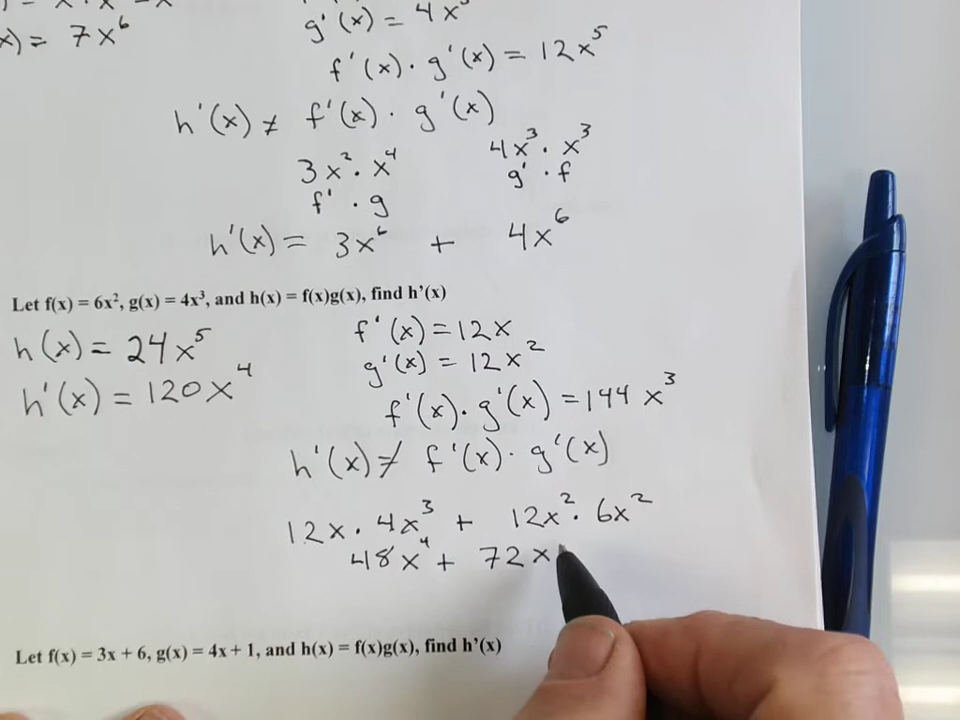 x) = 7x⁶
g'(x) = 4x³
f'(x) · g'(x) = 12x⁵
h'(x) ≠ f'(x) · g'(x)
3x² · x⁴ 4x³ · x³
f' · g g' · f
h'(x) = 3x⁶ + 4x⁶
Let f(x) = 6x², g(x) = 4x³, and h(x) = f(x)g(x), find h’(x)
h(x) = 24x⁵
h'(x) = 120x⁴
f'(x) = 12x
g'(x) = 12x²
f'(x) · g'(x) = 144x³
h'(x) ≠ f'(x) · g'(x)
12x · 4x³ + 12x² · 6x²
48x⁴ + 72x
Let f(x) = 3x + 6, g(x) = 4x + 1, and h(x) = f(x)g(x), find h’(x)